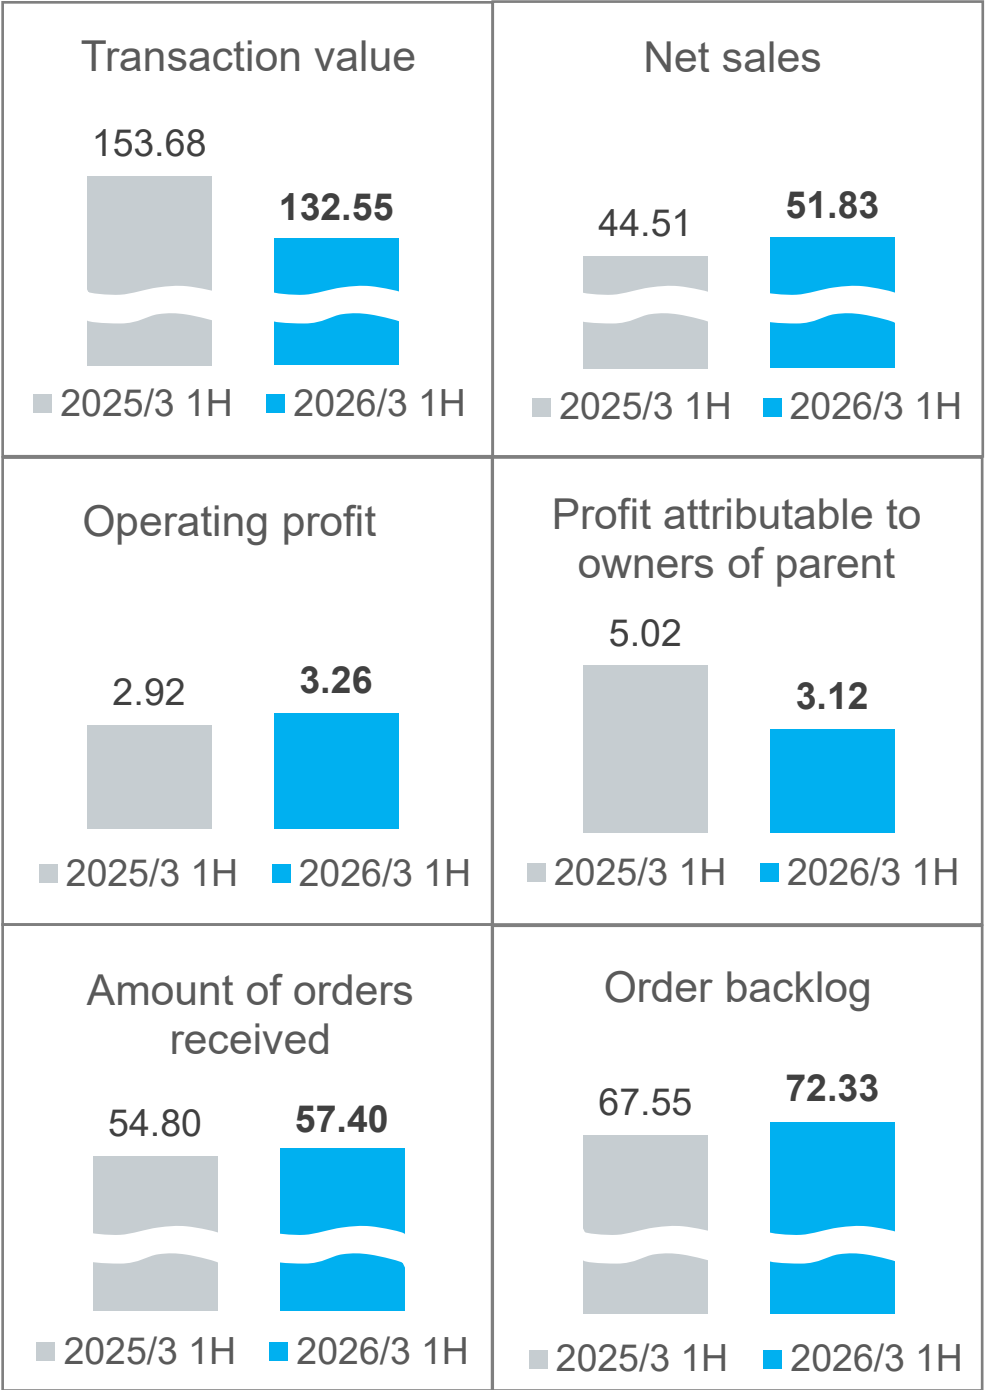 Transaction value
153.68
132.55
2025/3 1H 2026/3 1H
Net sales
44.51
51.83
2025/3 1H 2026/3 1H
Operating profit
2.92
3.26
2025/3 1H 2026/3 1H
Profit attributable to
owners of parent
5.02
3.12
2025/3 1H 2026/3 1H
Amount of orders
received
54.80
57.40
2025/3 1H 2026/3 1H
Order backlog
67.55
72.33
2025/3 1H 2026/3 1H